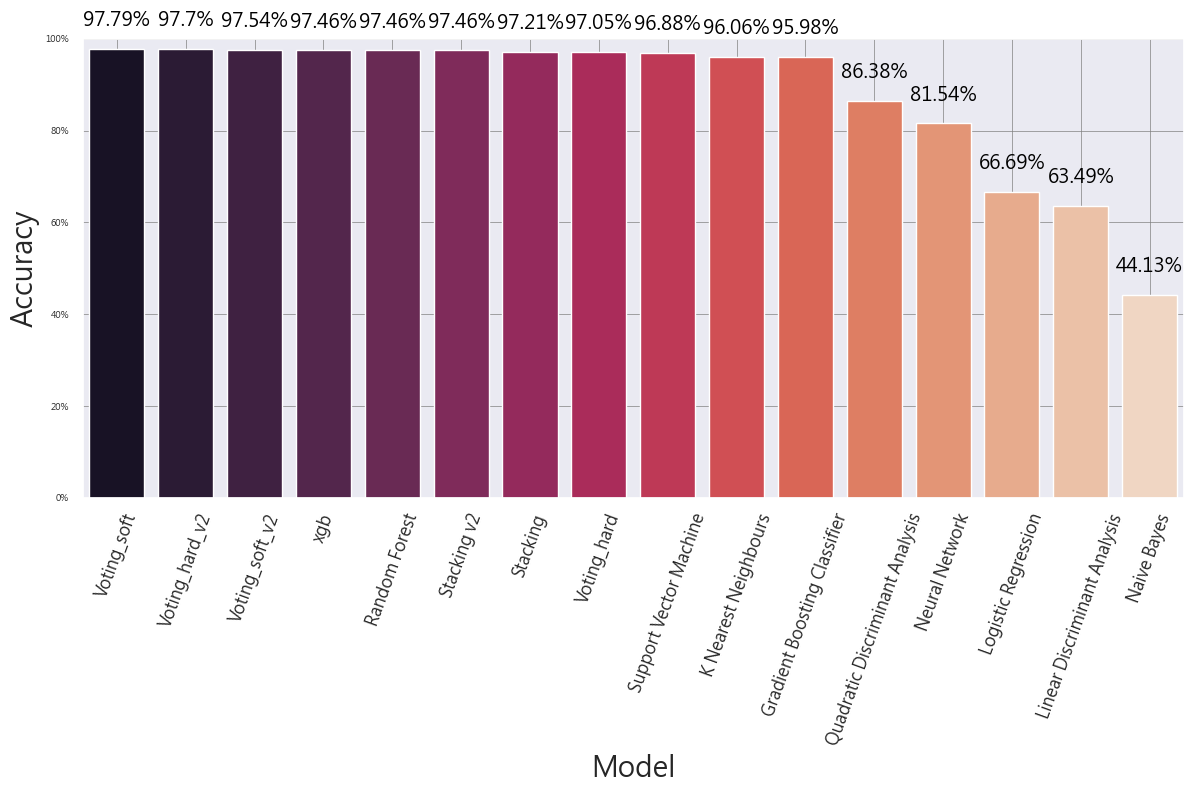 97.79% 97.7% 97.54% 97.46% 97.46% 97.46% 97.21% 97.05% 96.88% 96.06% 95.98%
86.38%
81.54%
66.69%
63.49%
44.13%
100%
80%
60%
40%
20%
0%
Accuracy
Voting_soft
Voting_hard_v2
Voting_soft_v2
xgb
Random Forest
Stacking v2
Stacking
Voting_hard
Support Vector Machine
K Nearest Neighbours
Gradient Boosting Classifier
Quadratic Discriminant Analysis
Neural Network
Logistic Regression
Linear Discriminant Analysis
Naive Bayes
Model